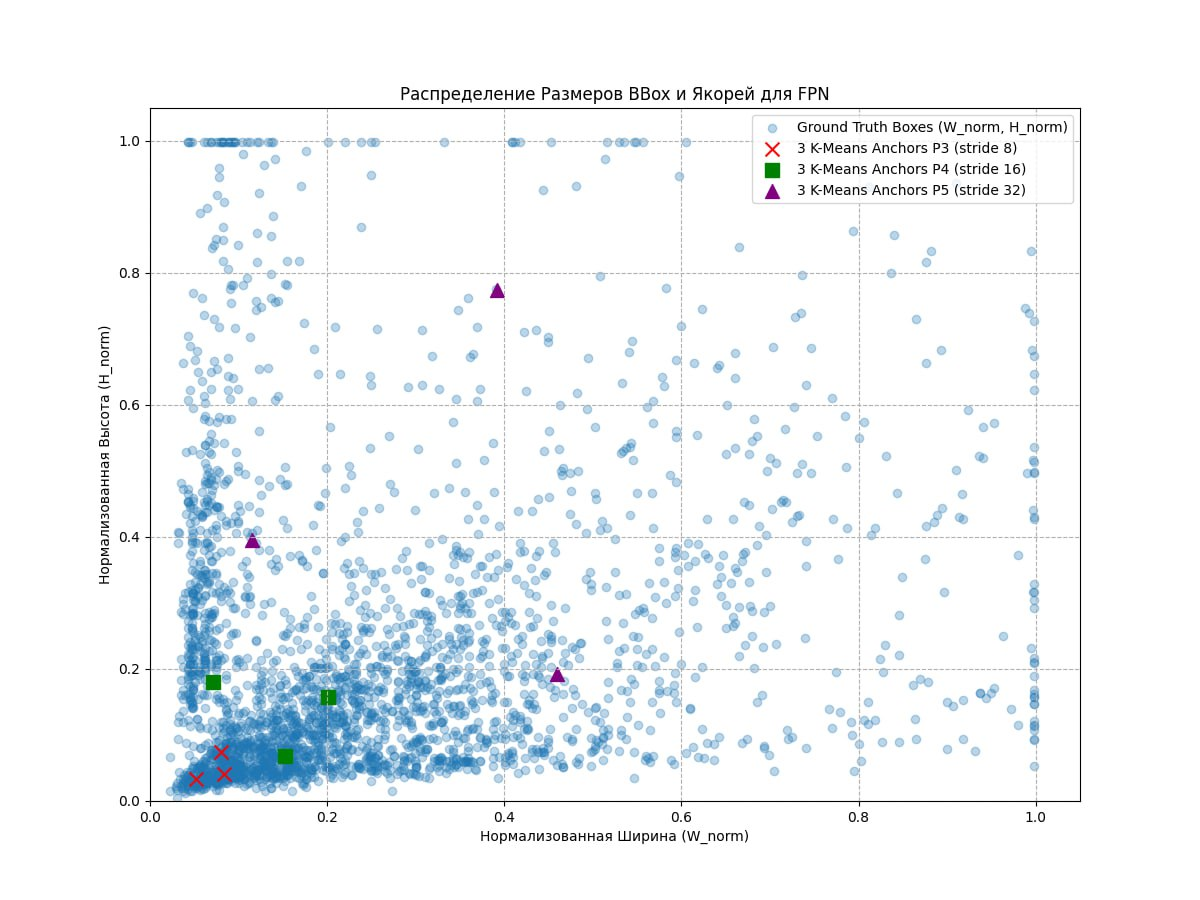 Распределение Размеров BBox и Якорей для FPN
Ground Truth Boxes (W_norm, H_norm)
3 K-Means Anchors P3 (stride 8)
3 K-Means Anchors P4 (stride 16)
3 K-Means Anchors P5 (stride 32)
Нормализованная Высота (H_norm)
1.0
0.8
0.6
0.4
0.2
0.0
0.0 0.2 0.4 0.6 0.8 1.0
Нормализованная Ширина (W_norm)